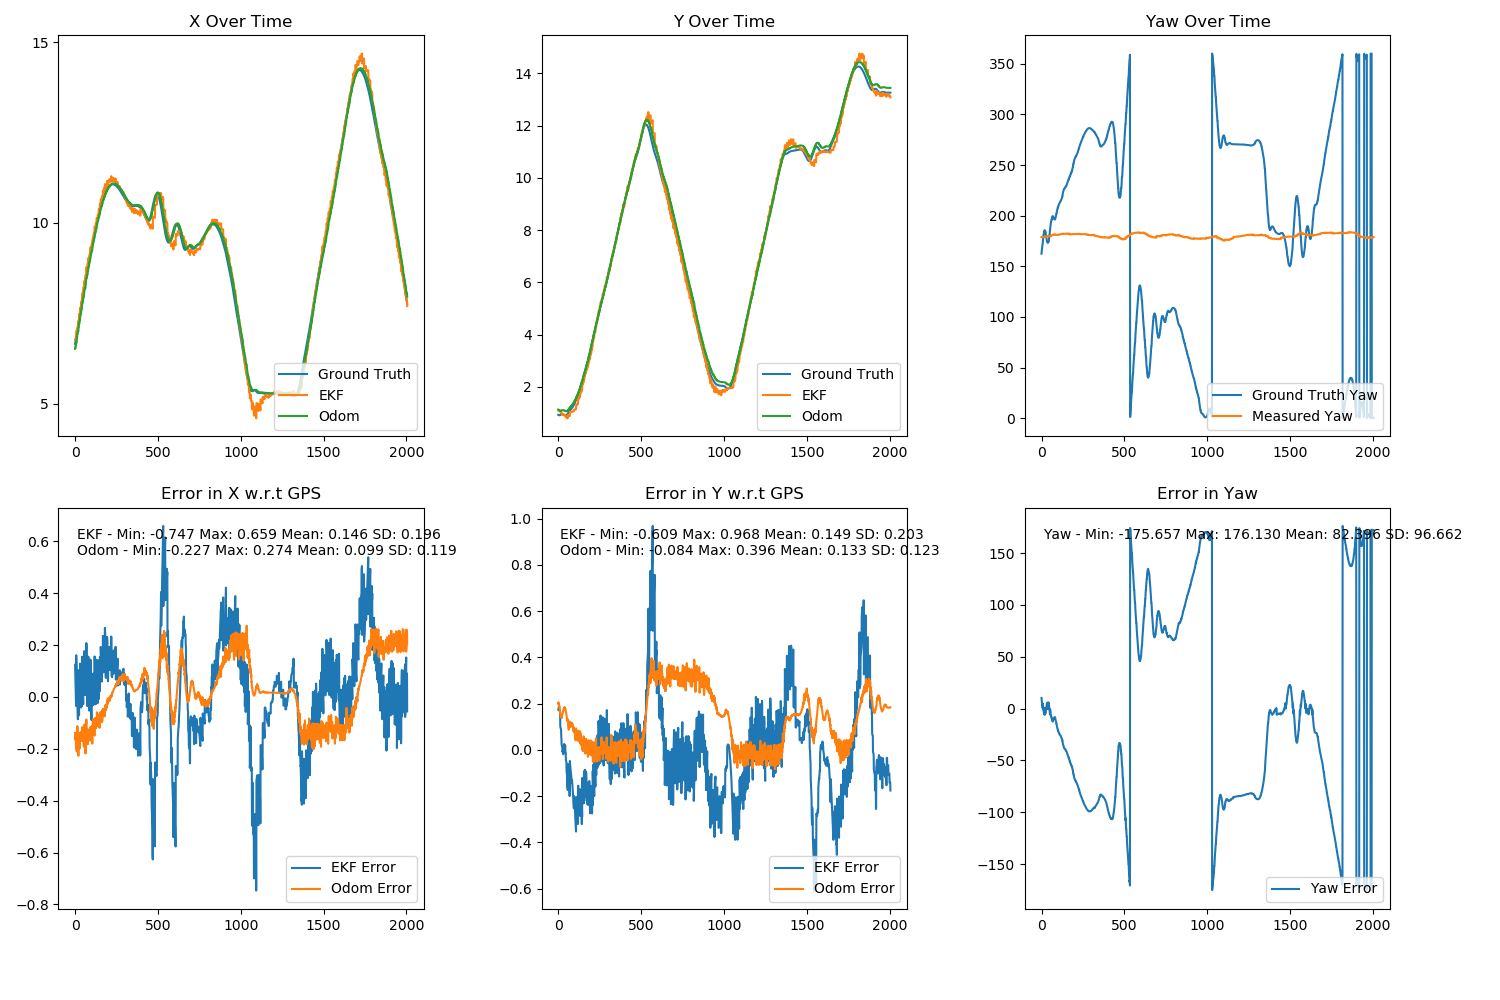 X Over Time
15
10
5
0 500 1000 1500 2000
Ground Truth
EKF
Odom
Y Over Time
14
12
10
8
6
4
2
0 500 1000 1500 2000
Ground Truth
EKF
Odom
Yaw Over Time
350
300
250
200
150
100
50
0
0 500 1000 1500 2000
Ground Truth Yaw
Measured Yaw
Error in X w.r.t GPS
EKF - Min: -0.747 Max: 0.659 Mean: 0.146 SD: 0.196
Odom - Min: -0.227 Max: 0.274 Mean: 0.099 SD: 0.119
0.6
0.4
0.2
0.0
−0.2
−0.4
−0.6
−0.8
0 500 1000 1500 2000
EKF Error
Odom Error
Error in Y w.r.t GPS
EKF - Min: -0.609 Max: 0.968 Mean: 0.149 SD: 0.203
Odom - Min: -0.084 Max: 0.396 Mean: 0.133 SD: 0.123
1.0
0.8
0.6
0.4
0.2
0.0
−0.2
−0.4
−0.6
0 500 1000 1500 2000
EKF Error
Odom Error
Error in Yaw
Yaw - Min: -175.657 Max: 176.130 Mean: 82.396 SD: 96.662
150
100
50
0
−50
−100
−150
0 500 1000 1500 2000
Yaw Error